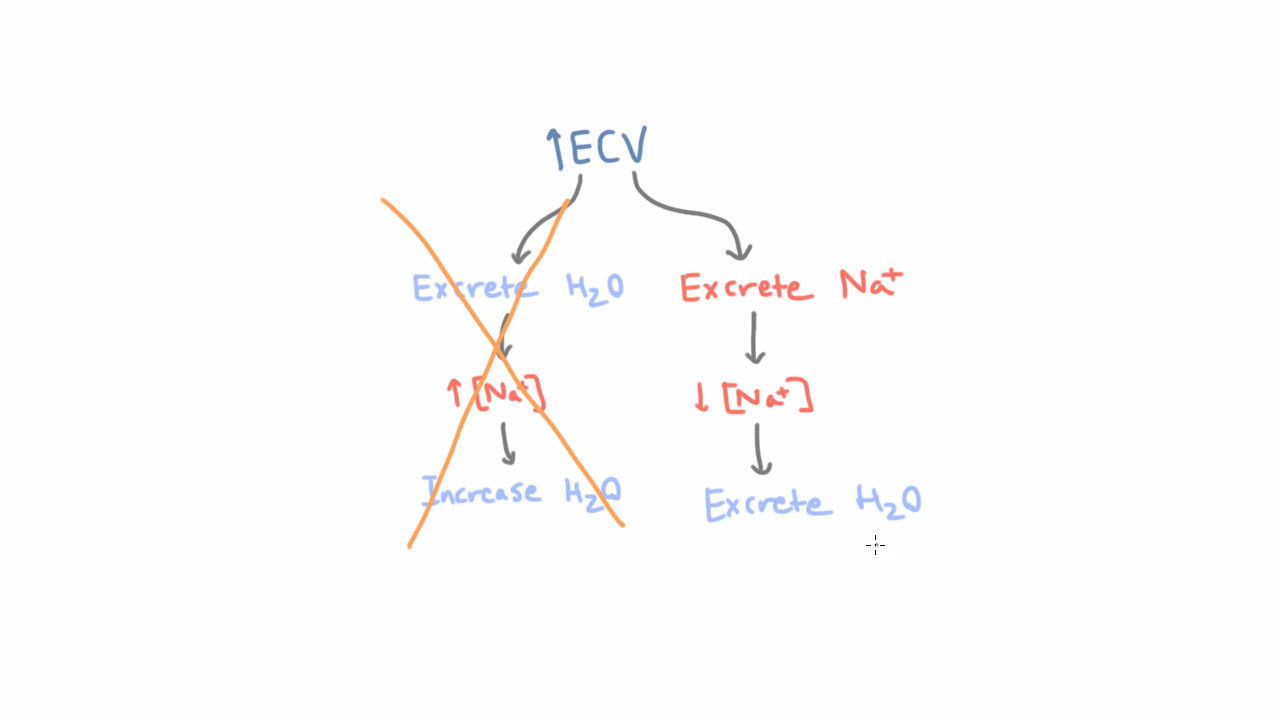 ↑ECV
Excrete H₂O
Excrete Na⁺
↑[Na⁺]
↓[Na⁺]
Increase H₂O
Excrete H₂O